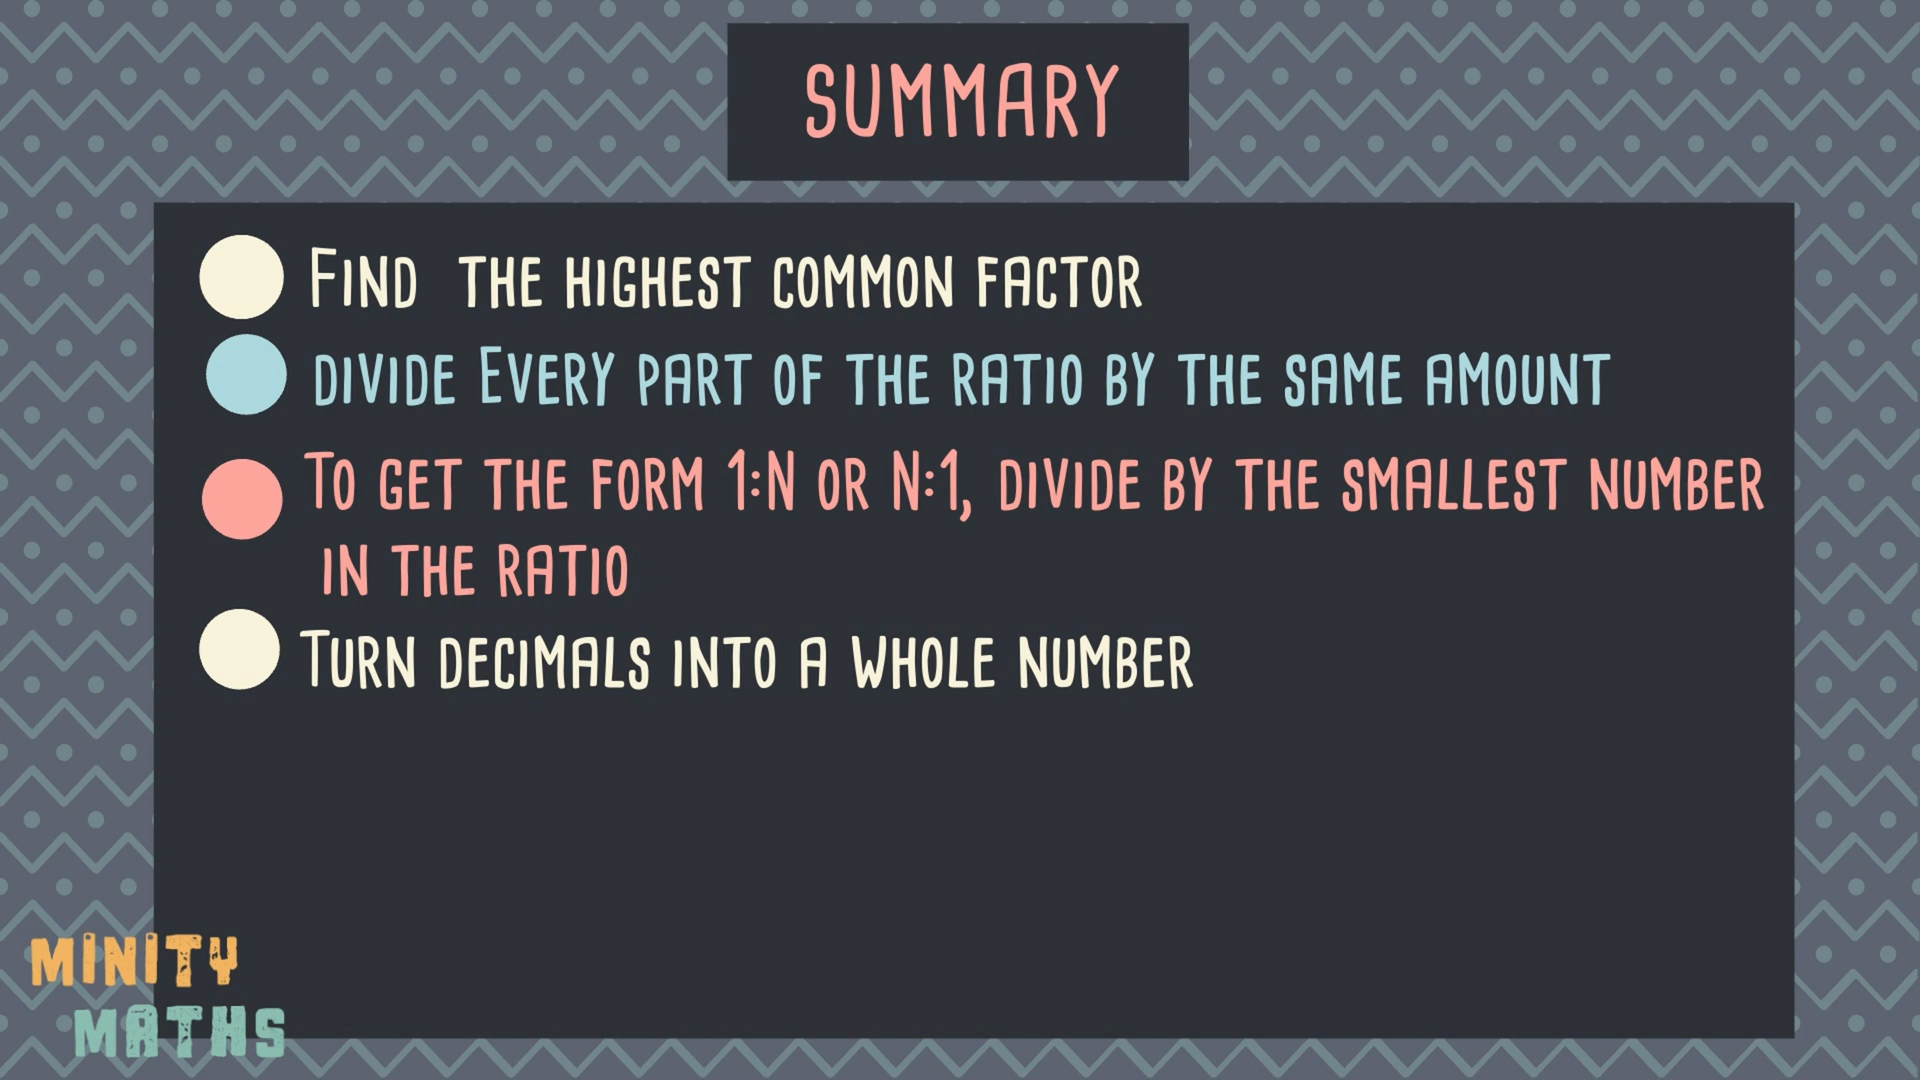 SUMMARY
FIND THE HIGHEST COMMON FACTOR
DIVIDE EVERY PART OF THE RATIO BY THE SAME AMOUNT
TO GET THE FORM 1:N OR N:1, DIVIDE BY THE SMALLEST NUMBER
IN THE RATIO
TURN DECIMALS INTO A WHOLE NUMBER
MINITY
MATHS